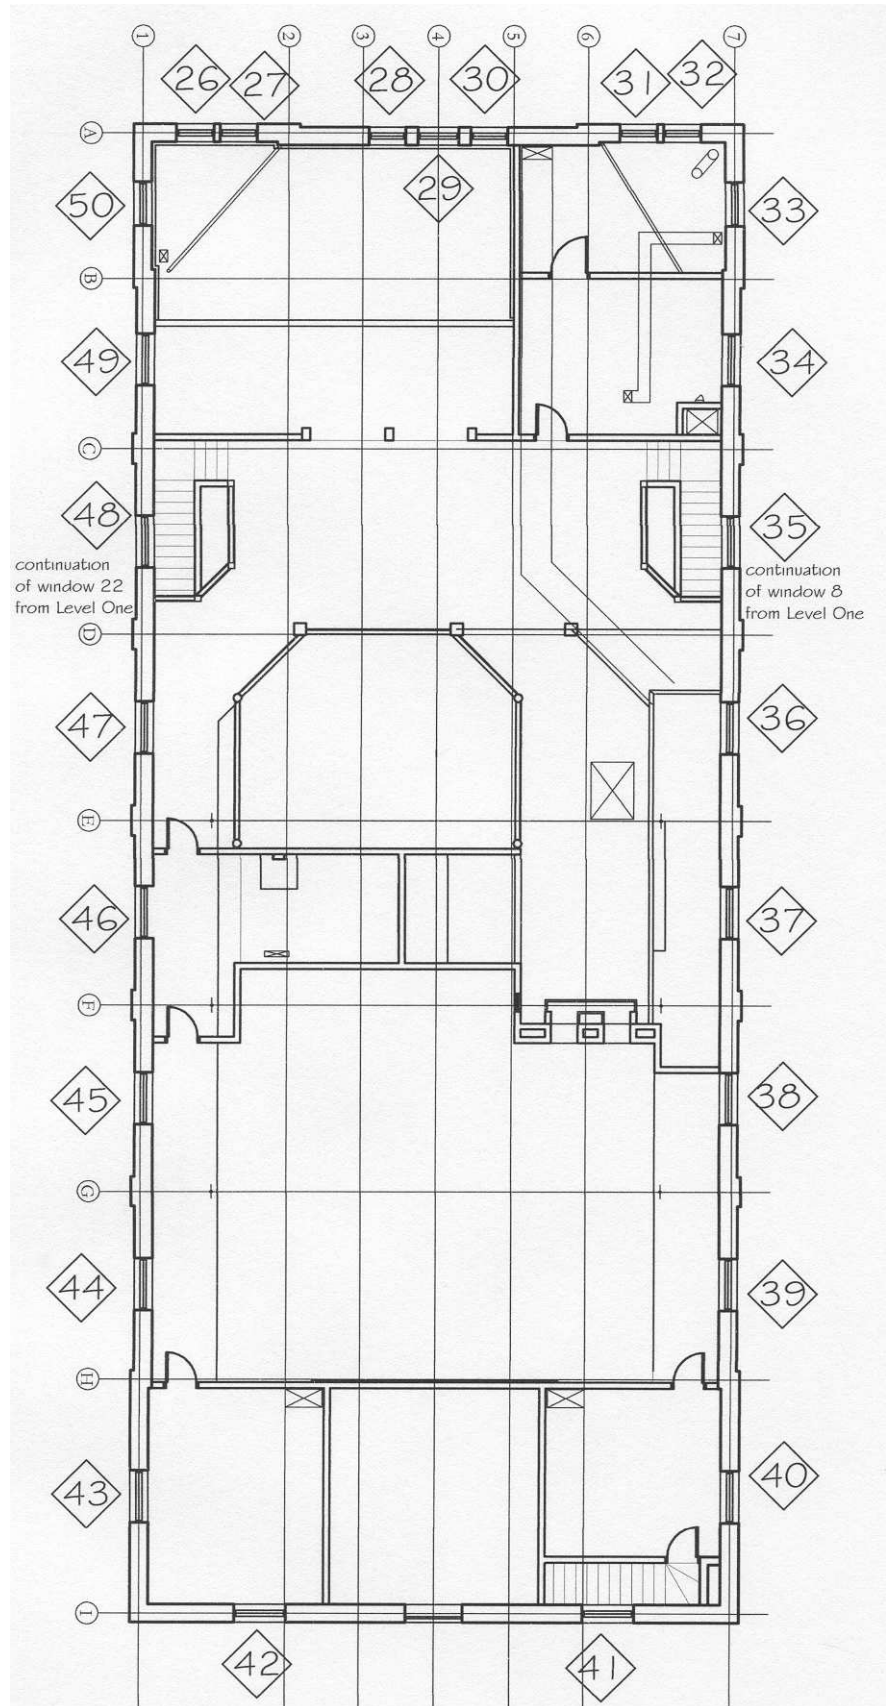 1 2 3 4 5 6 7
26 27 28 30 31 32
A
29
50 33
B
49 34
C
48 35
continuation
of window 22
from Level One
continuation
of window 8
from Level One
D
47 36
E
46 37
F
45 38
G
44 39
H
43 40
I
42 41